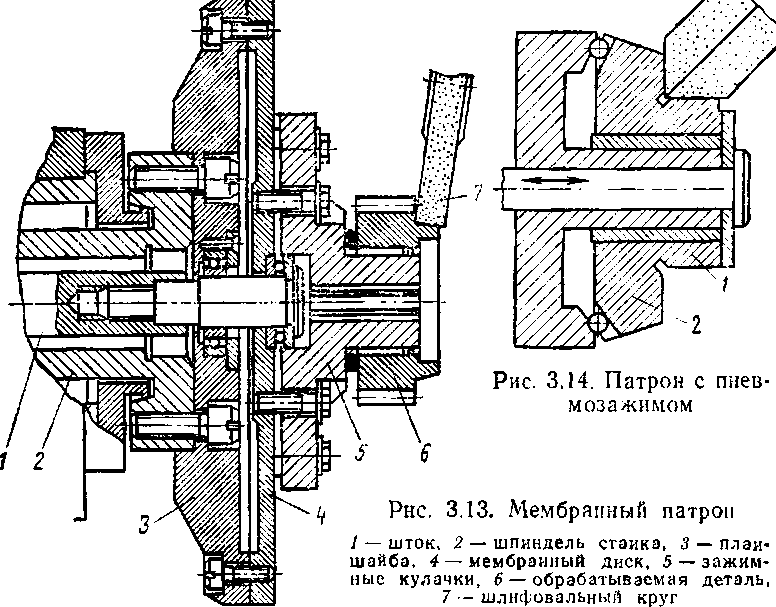 7
1
2
Рис. 3.14. Патрон с пнев-
мозажимом
1
2
3
4
5
6
Рис. 3.13. Мембранный патрон
1 — шток, 2 — шпиндель станка, 3 — план-
шайба, 4 — мембранный диск, 5 — зажим-
ные кулачки, 6 — обрабатываемая деталь,
7 — шлифовальный круг